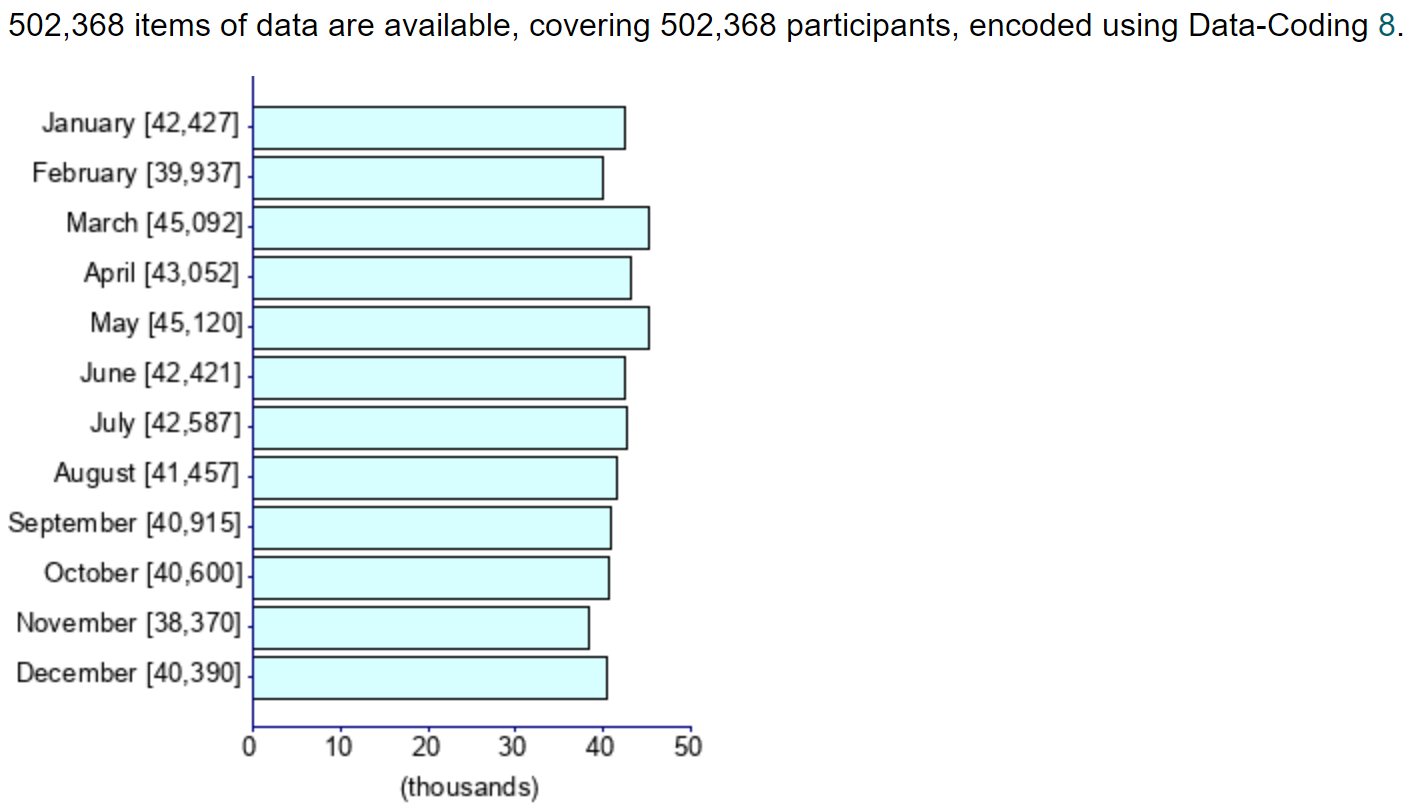 502,368 items of data are available, covering 502,368 participants, encoded using Data-Coding 8.
January [42,427]
February [39,937]
March [45,092]
April [43,052]
May [45,120]
June [42,421]
July [42,587]
August [41,457]
September [40,915]
October [40,600]
November [38,370]
December [40,390]
0 10 20 30 40 50
(thousands)